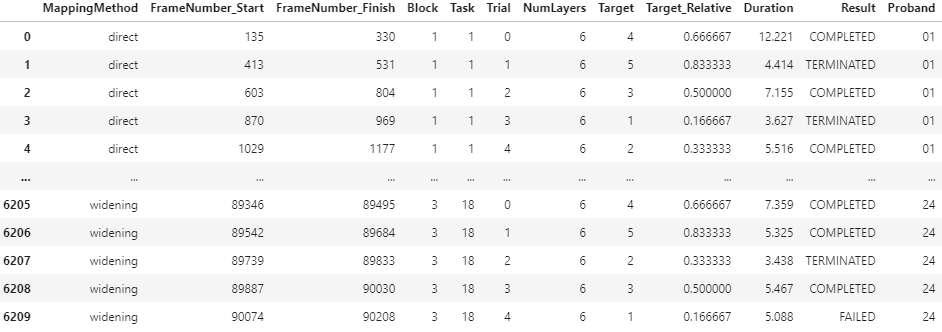 MappingMethod FrameNumber_Start FrameNumber_Finish Block Task Trial NumLayers Target Target_Relative Duration Result Proband
0 direct 135 330 1 1 0 6 4 0.666667 12.221 COMPLETED 01
1 direct 413 531 1 1 1 6 5 0.833333 4.414 TERMINATED 01
2 direct 603 804 1 1 2 6 3 0.500000 7.155 COMPLETED 01
3 direct 870 969 1 1 3 6 1 0.166667 3.627 TERMINATED 01
4 direct 1029 1177 1 1 4 6 2 0.333333 5.516 COMPLETED 01
... ... ... ... ... ... ... ... ... ... ... ... ...
6205 widening 89346 89495 3 18 0 6 4 0.666667 7.359 COMPLETED 24
6206 widening 89542 89684 3 18 1 6 5 0.833333 5.325 COMPLETED 24
6207 widening 89739 89833 3 18 2 6 2 0.333333 3.438 TERMINATED 24
6208 widening 89887 90030 3 18 3 6 3 0.500000 5.467 COMPLETED 24
6209 widening 90074 90208 3 18 4 6 1 0.166667 5.088 FAILED 24